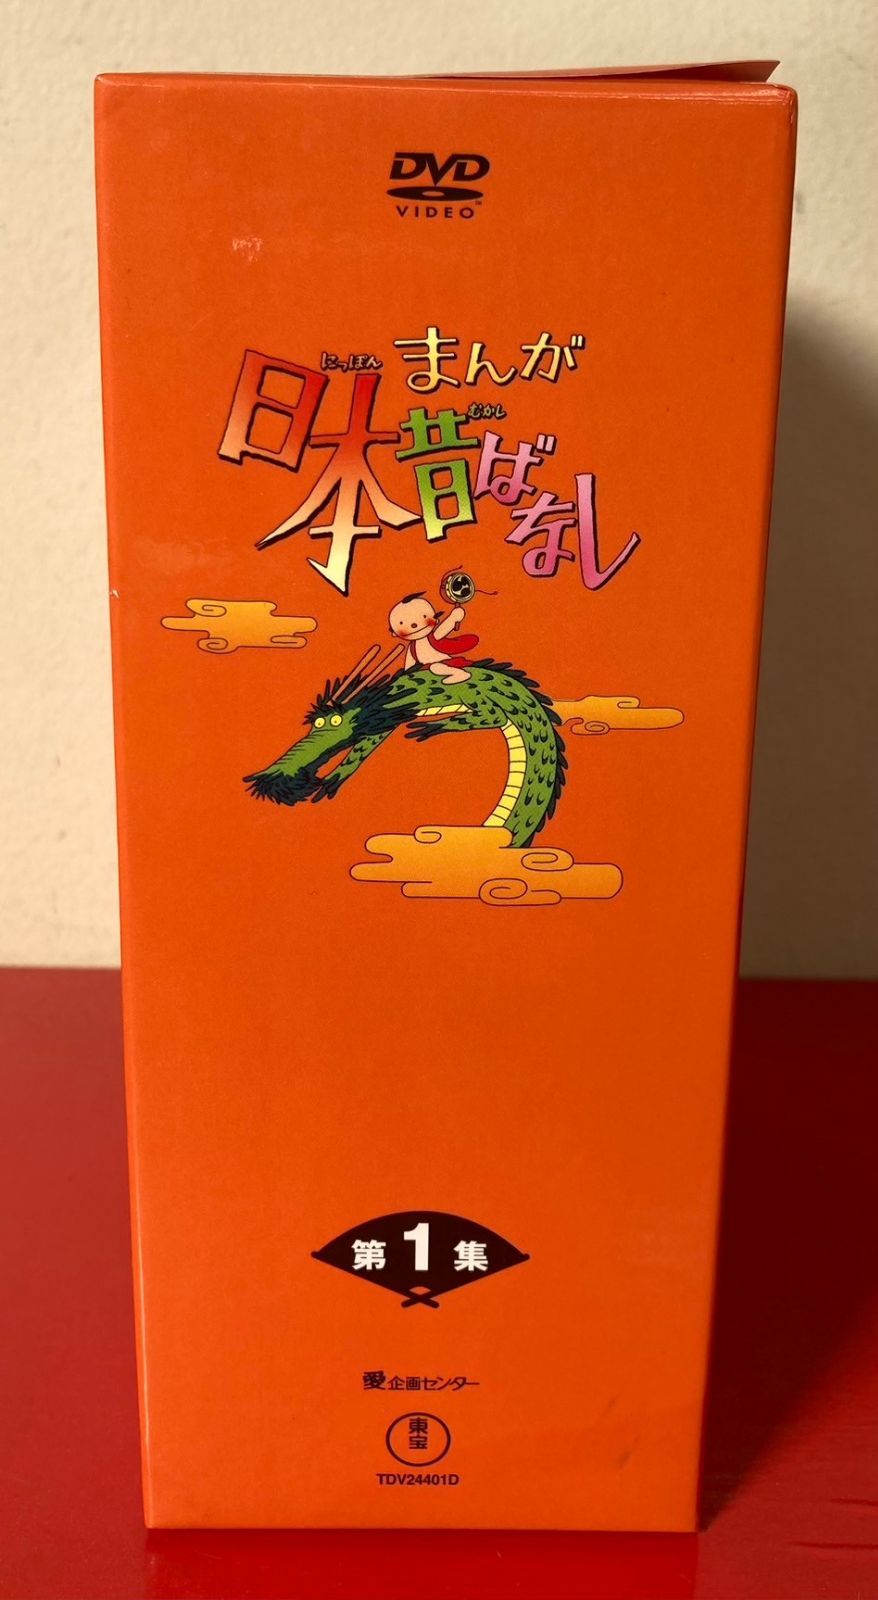 DVD
VIDEO
TM
まんが
にっぽん
日本
むかし
昔ばなし
第1集
愛企画センター
東宝
TDV24401D